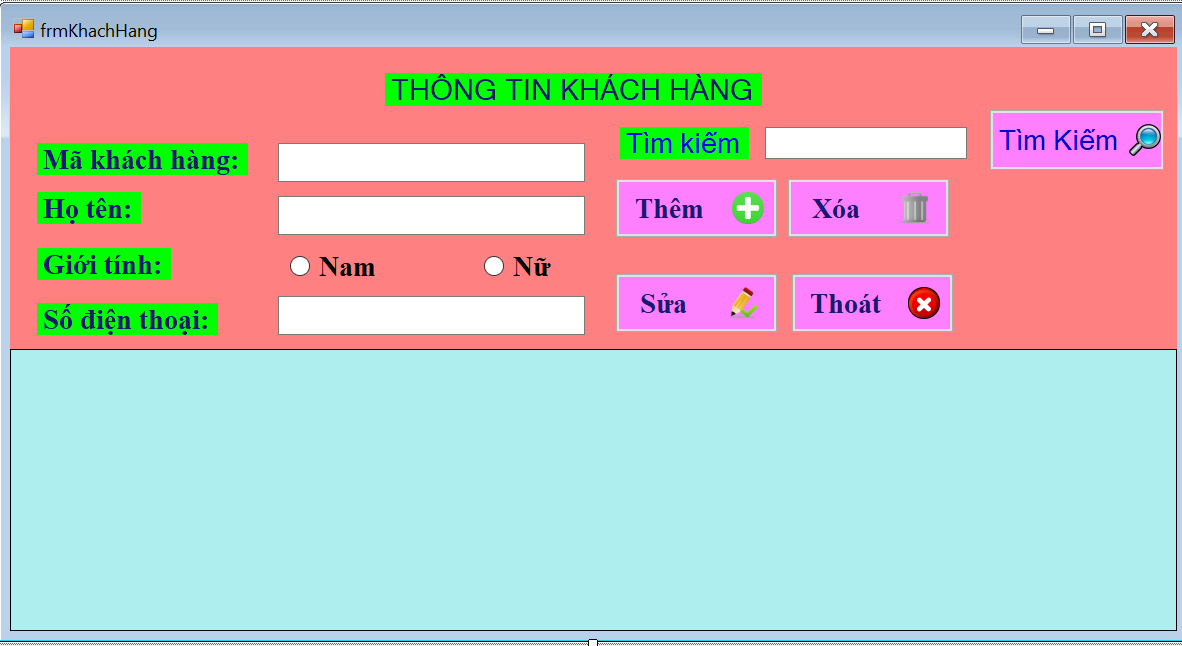 frmKhachHang
THÔNG TIN KHÁCH HÀNG
Mã khách hàng:
Họ tên:
Giới tính:
Nam
Nữ
Số điện thoại:
Tìm kiếm
Tìm Kiếm
Thêm
Xóa
Sửa
Thoát